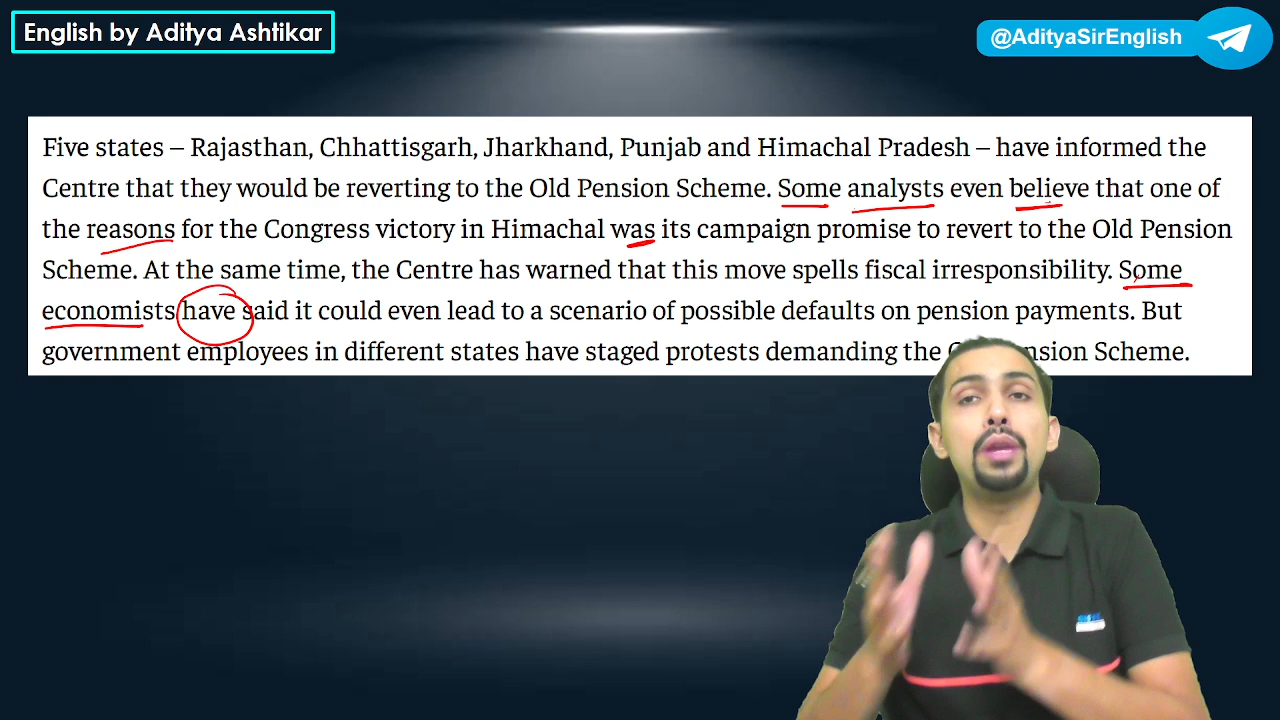 English by Aditya Ashtikar
@AdityaSirEnglish
Five states – Rajasthan, Chhattisgarh, Jharkhand, Punjab and Himachal Pradesh – have informed the
Centre that they would be reverting to the Old Pension Scheme. Some analysts even believe that one of
the reasons for the Congress victory in Himachal was its campaign promise to revert to the Old Pension
Scheme. At the same time, the Centre has warned that this move spells fiscal irresponsibility. Some
economists have said it could even lead to a scenario of possible defaults on pension payments. But
government employees in different states have staged protests demanding the Scheme.